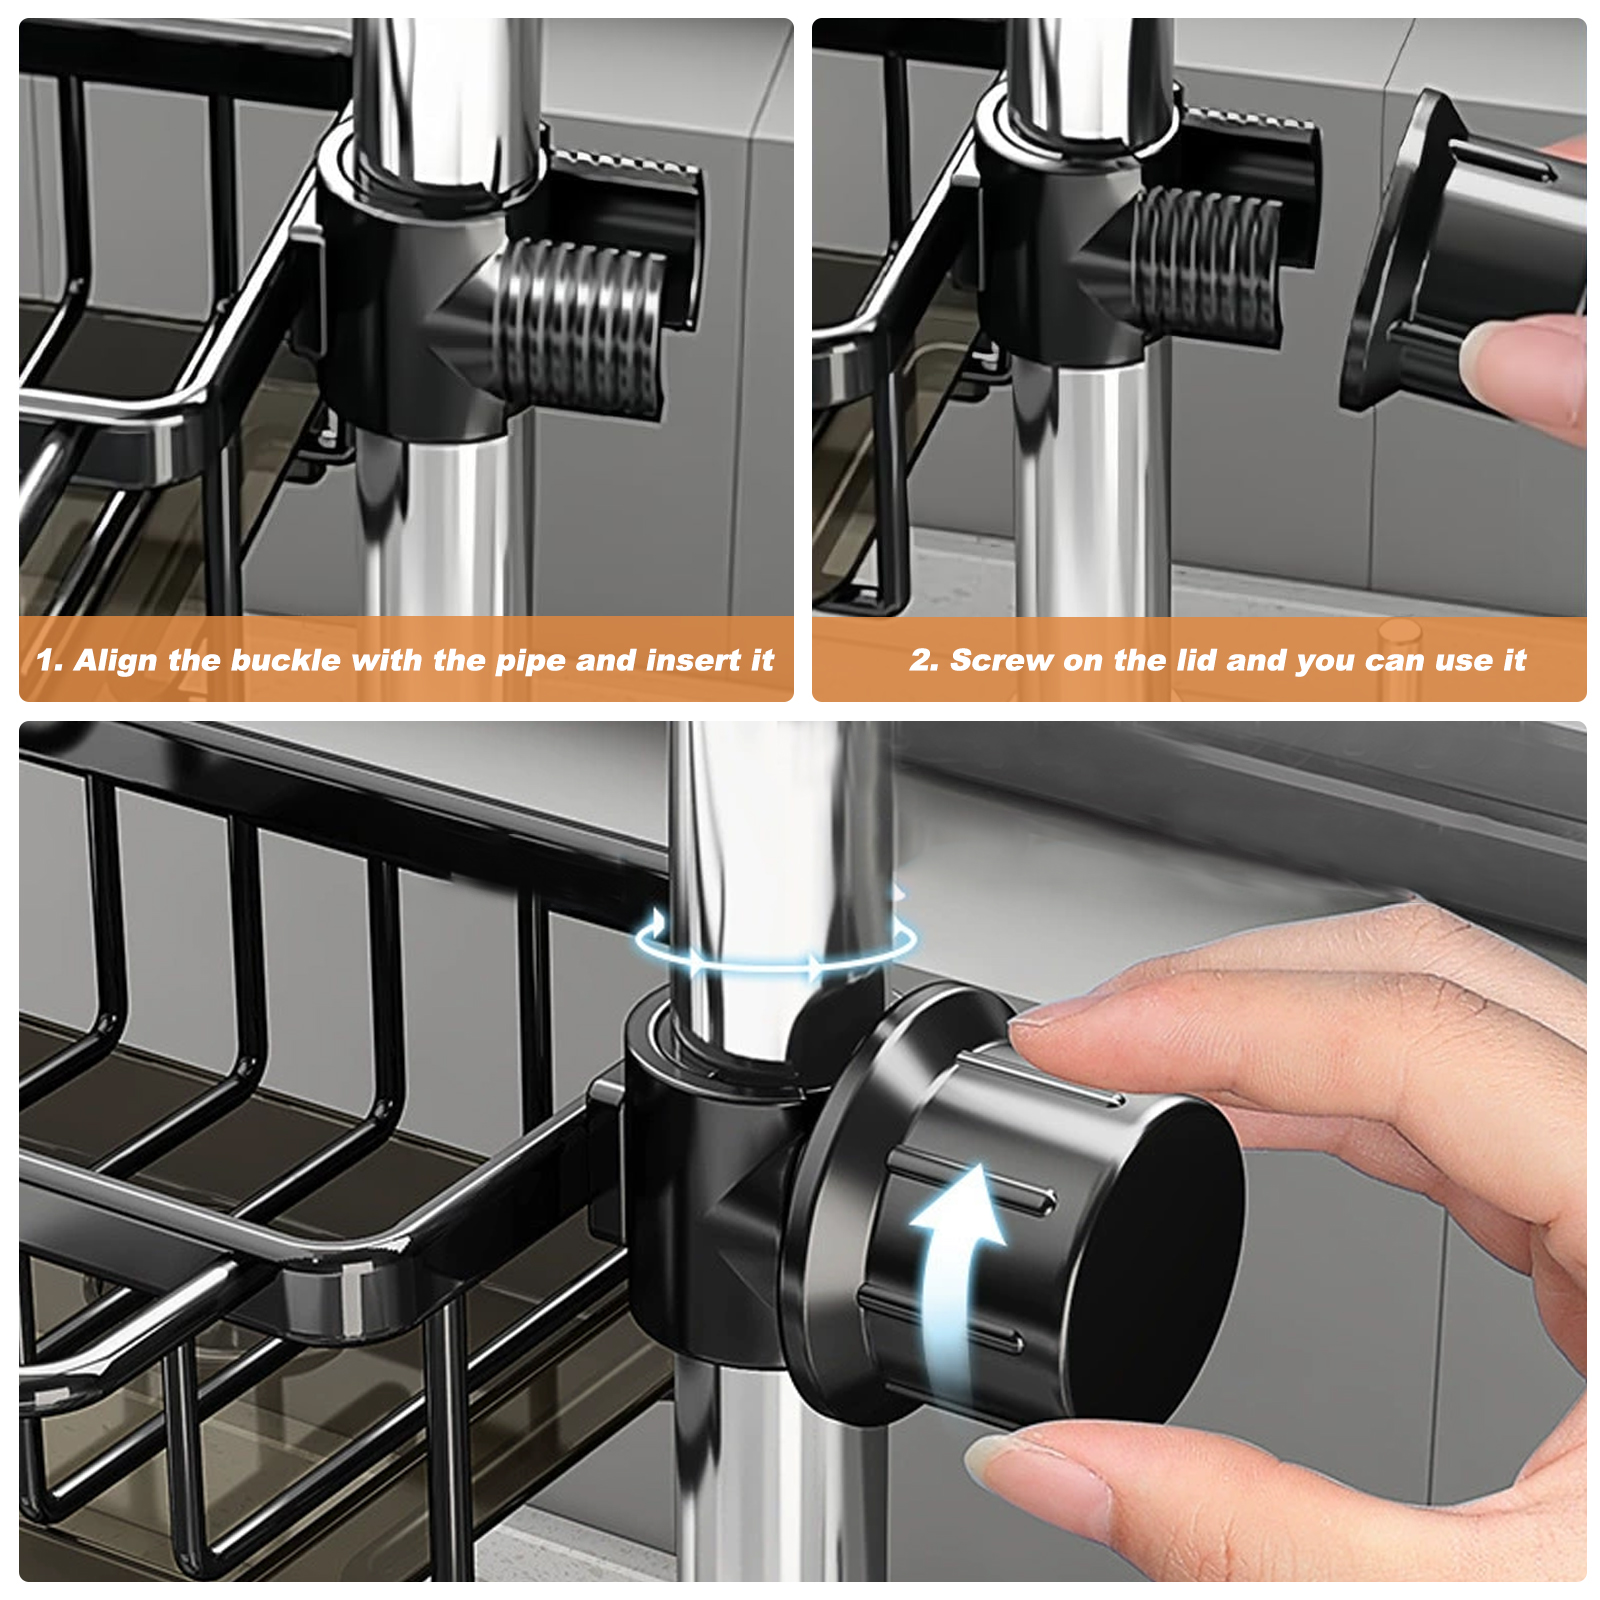 1. Align the buckle with the pipe and insert it
2. Screw on the lid and you can use it